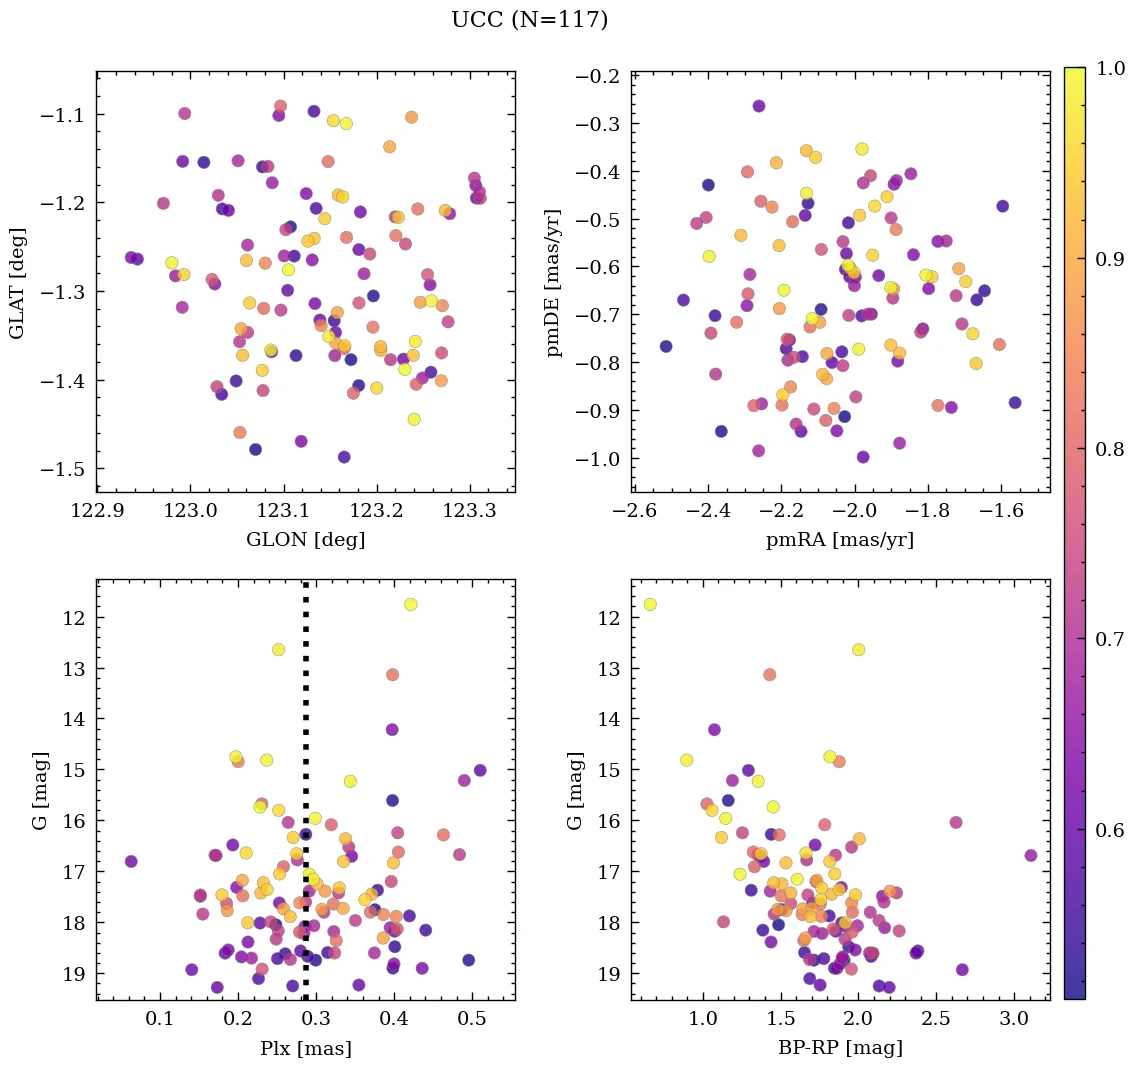 UCC (N=117)
−1.1
−1.2
−1.3
−1.4
−1.5
GLAT [deg]
122.9 123.0 123.1 123.2 123.3
GLON [deg]
−0.2
−0.3
−0.4
−0.5
−0.6
−0.7
−0.8
−0.9
−1.0
pmDE [mas/yr]
−2.6 −2.4 −2.2 −2.0 −1.8 −1.6
pmRA [mas/yr]
12
13
14
15
16
17
18
19
G [mag]
0.1 0.2 0.3 0.4 0.5
Plx [mas]
12
13
14
15
16
17
18
19
G [mag]
1.0 1.5 2.0 2.5 3.0
BP-RP [mag]
1.0
0.9
0.8
0.7
0.6